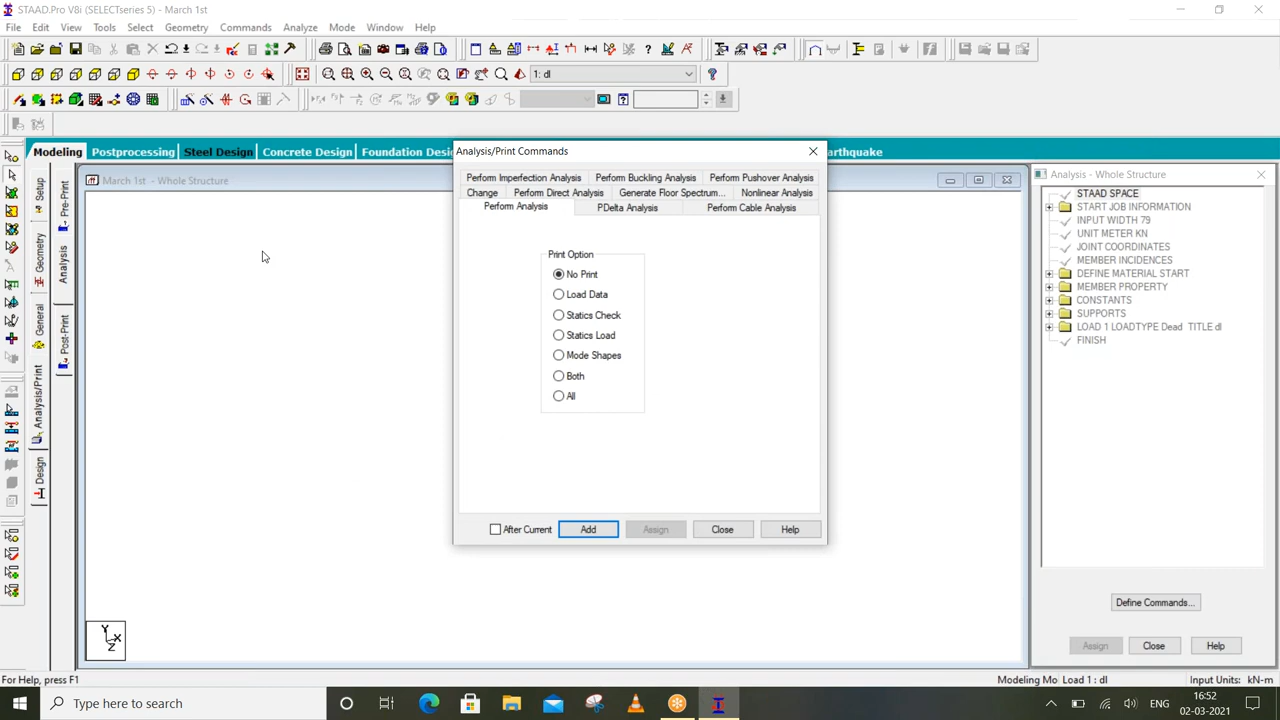 STAAD.Pro V8i (SELECTseries 5) - March 1st
File Edit View Tools Select Geometry Commands Analyze Mode Window Help
1: dl
Modeling Postprocessing Steel Design Concrete Design Foundation Desi arthquake
March 1st - Whole Structure
Setup
Geometry
General
Analysis/Print
Design
Pre-Print
Analysis
Post-Print
Analysis/Print Commands
Perform Imperfection Analysis Perform Buckling Analysis Perform Pushover Analysis
Change Perform Direct Analysis Generate Floor Spectrum... Nonlinear Analysis
Perform Analysis PDelta Analysis Perform Cable Analysis
Print Option
No Print
Load Data
Statics Check
Statics Load
Mode Shapes
Both
All
After Current Add Assign Close Help
Analysis - Whole Structure
STAAD SPACE
START JOB INFORMATION
INPUT WIDTH 79
UNIT METER KN
JOINT COORDINATES
MEMBER INCIDENCES
DEFINE MATERIAL START
MEMBER PROPERTY
CONSTANTS
SUPPORTS
LOAD 1 LOADTYPE Dead TITLE dl
FINISH
Define Commands...
Assign Close Help
Y
X
Z
For Help, press F1 Modeling Mo Load 1 : dl Input Units: kN-m
Type here to search ENG 16:52
02-03-2021